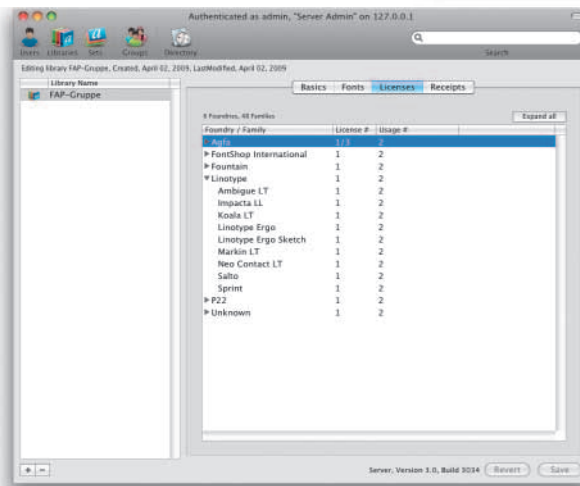 Authenticated as admin, "Server Admin" on 127.0.0.1
Users Libraries Sets Groups Directory Search
Editing library FAP-Gruppe, Created, April 02, 2009, LastModified, April 02, 2009
Library Name
FAP-Gruppe
Basics Fonts Licenses Receipts
6 Foundries, 48 Families Expand all
Foundry / Family License # Usage #
Agfa 1/3 2
FontShop International 1 2
Fountain 1 2
Linotype 1 2
Ambigue LT 1 2
Impacta LL 1 2
Koala LT 1 2
Linotype Ergo 1 2
Linotype Ergo Sketch 1 2
Markin LT 1 2
Neo Contact LT 1 2
Salto 1 2
Sprint 1 2
P22 1 2
Unknown 1 2
+ − Server, Version 3.0, Build 3034 Revert Save